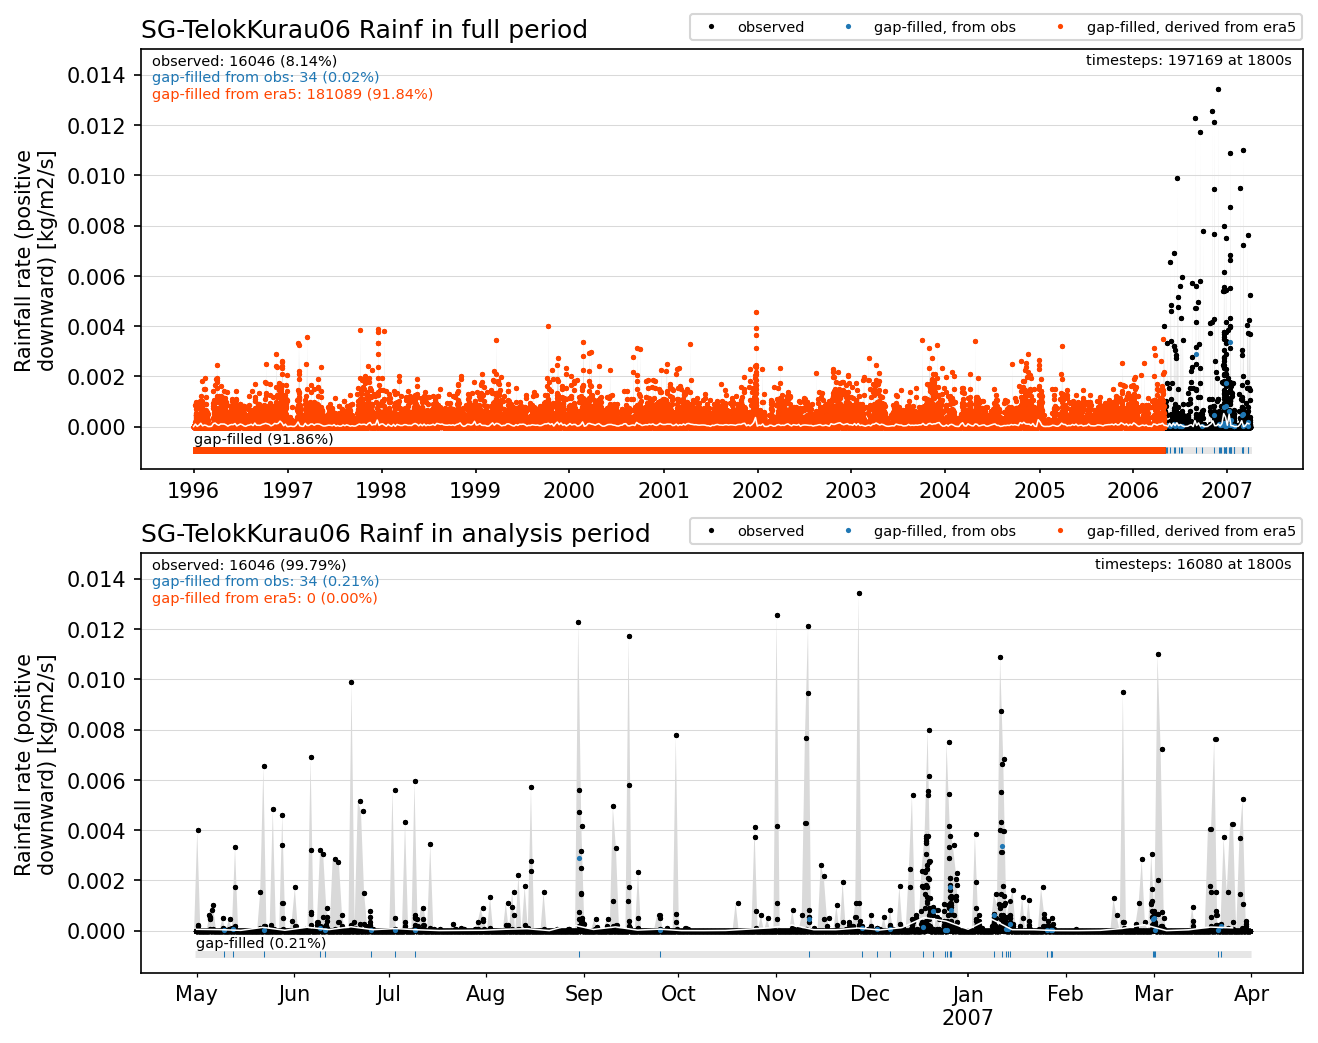 SG-TelokKurau06 Rainf in full period
observed
gap-filled, from obs
gap-filled, derived from era5
observed: 16046 (8.14%)
gap-filled from obs: 34 (0.02%)
gap-filled from era5: 181089 (91.84%)
timesteps: 197169 at 1800s
Rainfall rate (positive
downward) [kg/m2/s]
0.014
0.012
0.010
0.008
0.006
0.004
0.002
0.000
gap-filled (91.86%)
1996 1997 1998 1999 2000 2001 2002 2003 2004 2005 2006 2007
SG-TelokKurau06 Rainf in analysis period
observed
gap-filled, from obs
gap-filled, derived from era5
observed: 16046 (99.79%)
gap-filled from obs: 34 (0.21%)
gap-filled from era5: 0 (0.00%)
timesteps: 16080 at 1800s
Rainfall rate (positive
downward) [kg/m2/s]
0.014
0.012
0.010
0.008
0.006
0.004
0.002
0.000
gap-filled (0.21%)
May Jun Jul Aug Sep Oct Nov Dec Jan Feb Mar Apr
2007